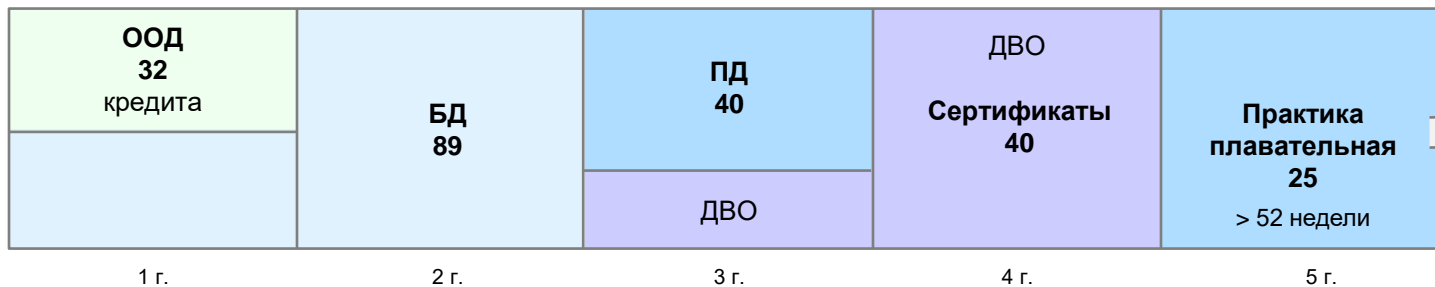 ООД
32
кредита
БД
89
ПД
40
ДВО
ДВО
Сертификаты
40
Практика
плавательная
25
> 52 недели
1 г.
2 г.
3 г.
4 г.
5 г.